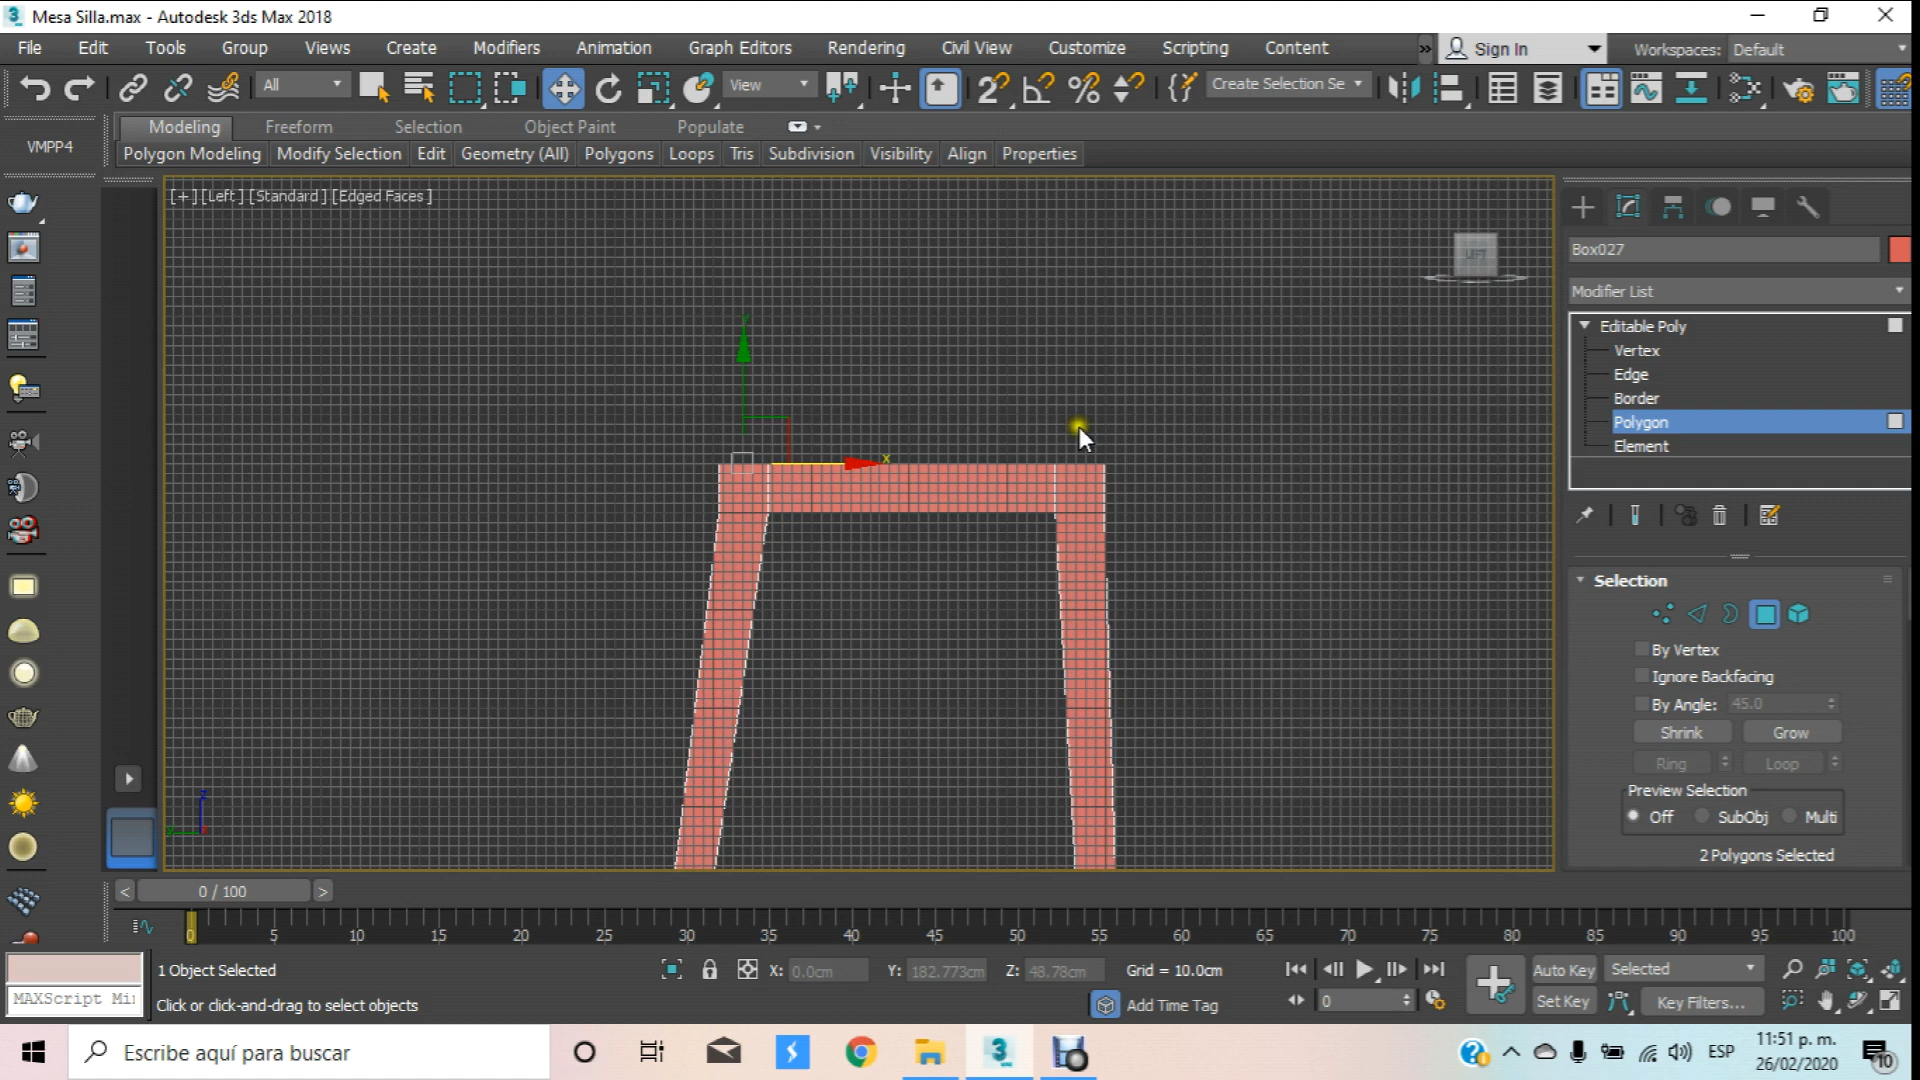 Mesa Silla.max - Autodesk 3ds Max 2018
File Edit Tools Group Views Create Modifiers Animation Graph Editors Rendering Civil View Customize Scripting Content » Sign In Workspaces: Default
All View Create Selection Se
Modeling Freeform Selection Object Paint Populate
VMPP4
Polygon Modeling Modify Selection Edit Geometry (All) Polygons Loops Tris Subdivision Visibility Align Properties
[+] [Left] [Standard] [Edged Faces]
LEFT
Box027
Modifier List
Editable Poly
Vertex
Edge
Border
Polygon
Element
y
x
z
y
Selection
By Vertex
Ignore Backfacing
By Angle: 45.0
Shrink Grow
Ring Loop
Preview Selection
Off SubObj Multi
2 Polygons Selected
< 0 / 100 >
0 5 10 15 20 25 30 35 40 45 50 55 60 65 70 75 80 85 90 95 100
1 Object Selected X: 0.0cm Y: 182.773cm Z: 48.78cm Grid = 10.0cm Auto Key Selected
MAXScript Mi Click or click-and-drag to select objects Add Time Tag 0 Set Key Key Filters...
Escribe aquí para buscar
ESP 11:51 p. m.
26/02/2020 10